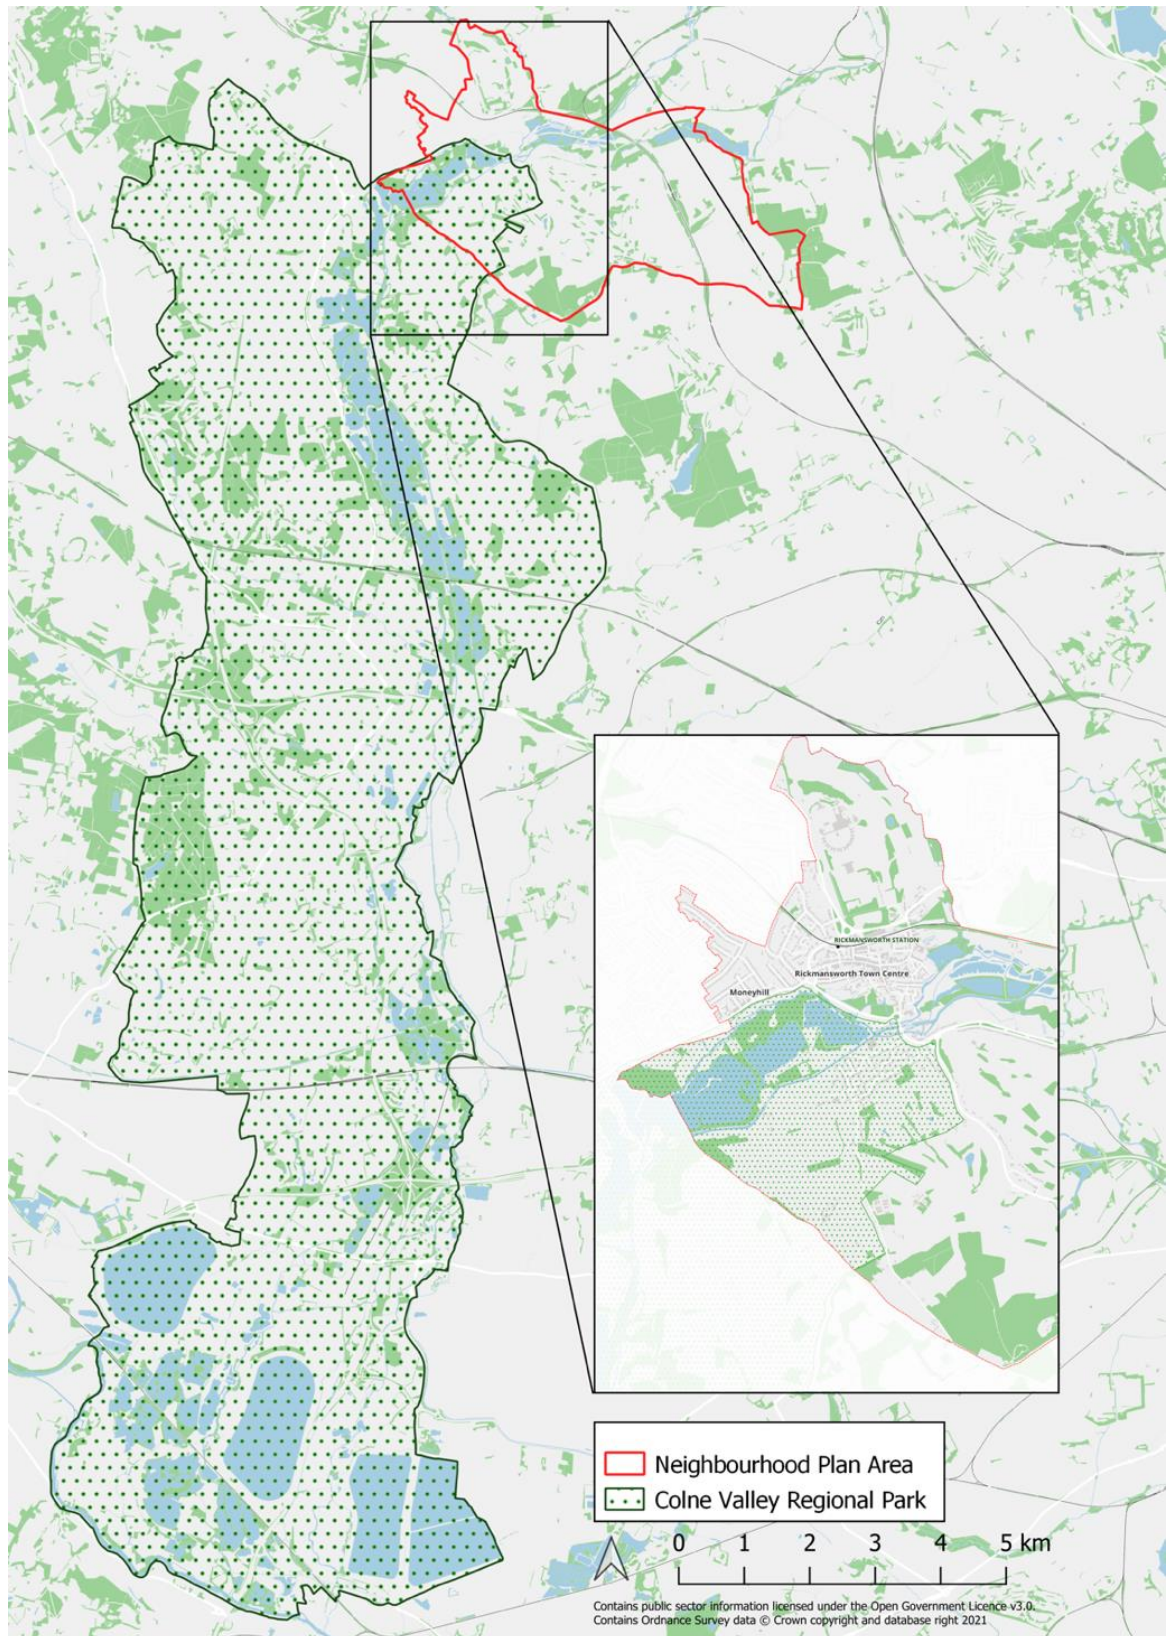 RICKMANSWORTH STATION
Rickmansworth Town Centre
Moneyhill
Neighbourhood Plan Area
Colne Valley Regional Park
0 1 2 3 4 5 km
Contains public sector information licensed under the Open Government Licence v3.0.
Contains Ordnance Survey data © Crown copyright and database right 2021